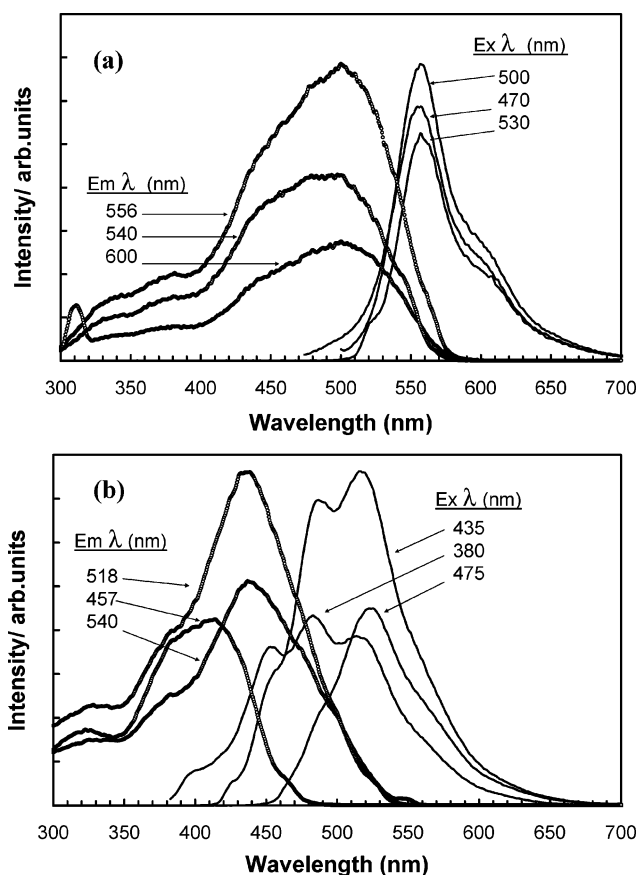 (a)
Ex λ (nm)
500
470
530
Em λ (nm)
556
540
600
Intensity/ arb.units
300 350 400 450 500 550 600 650 700
Wavelength (nm)
(b)
Ex λ (nm)
435
380
475
Em λ (nm)
518
457
540
Intensity/ arb.units
300 350 400 450 500 550 600 650 700
Wavelength (nm)